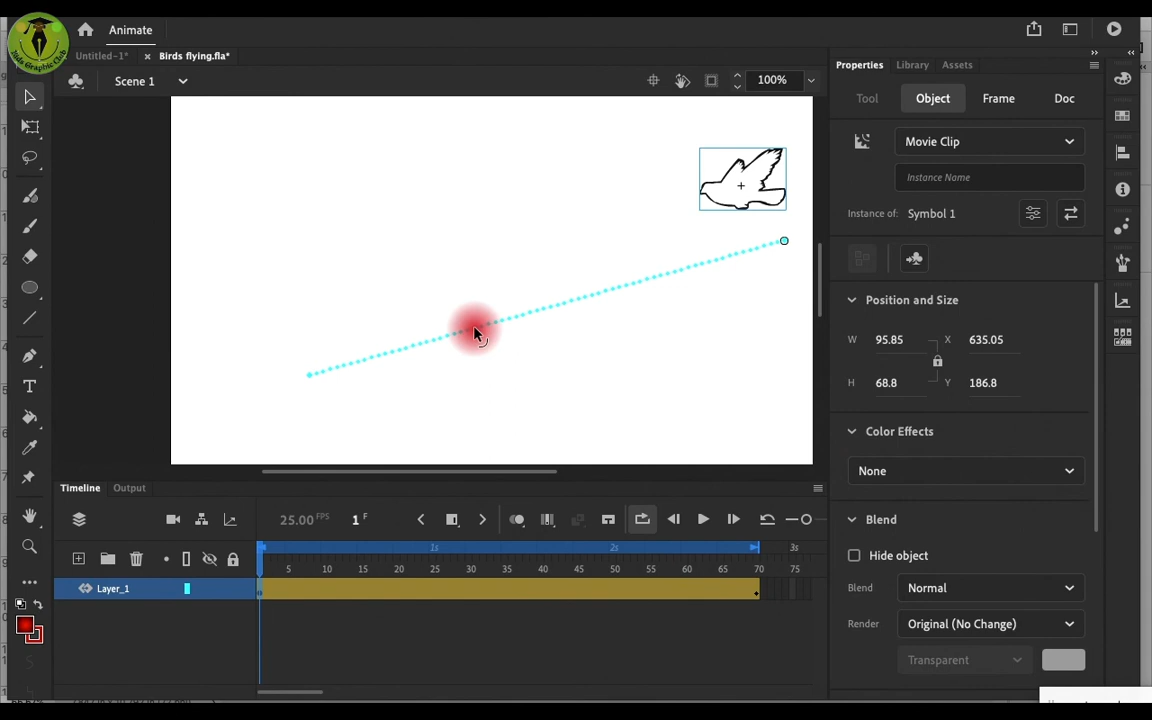 Kids Graphic Club
Animate
Untitled-1*
Birds flying.fla*
Scene 1
100%
Properties
Library
Assets
Tool
Object
Frame
Doc
Movie Clip
Instance Name
Instance of: Symbol 1
Position and Size
W 95.85 X 635.05
H 68.8 Y 186.8
Color Effects
None
Blend
Hide object
Blend Normal
Render Original (No Change)
Transparent
Timeline
Output
25.00 FPS 1 F
1s 2s 3s
5 10 15 20 25 30 35 40 45 50 55 60 65 70 75
Layer_1